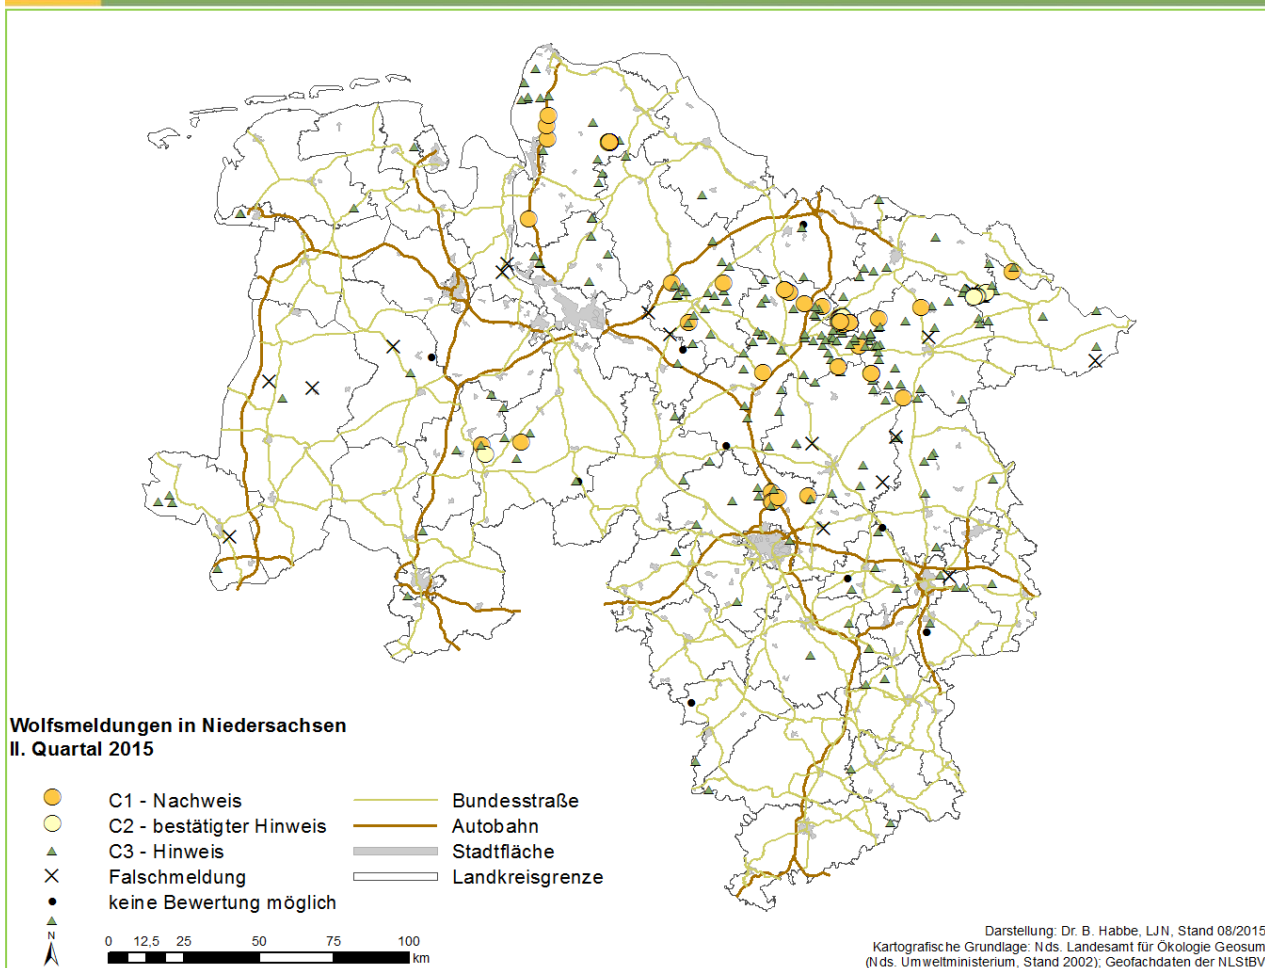 Wolfsmeldungen in Niedersachsen
II. Quartal 2015
C1 - Nachweis
C2 - bestätigter Hinweis
C3 - Hinweis
Falschmeldung
keine Bewertung möglich
Bundesstraße
Autobahn
Stadtfläche
Landkreisgrenze
N
0 12,5 25 50 75 100
km
Darstellung: Dr. B. Habbe, LJN, Stand 08/2015
Kartografische Grundlage: Nds. Landesamt für Ökologie Geosum
(Nds. Umweltministerium, Stand 2002); Geofachdaten der NLStBV